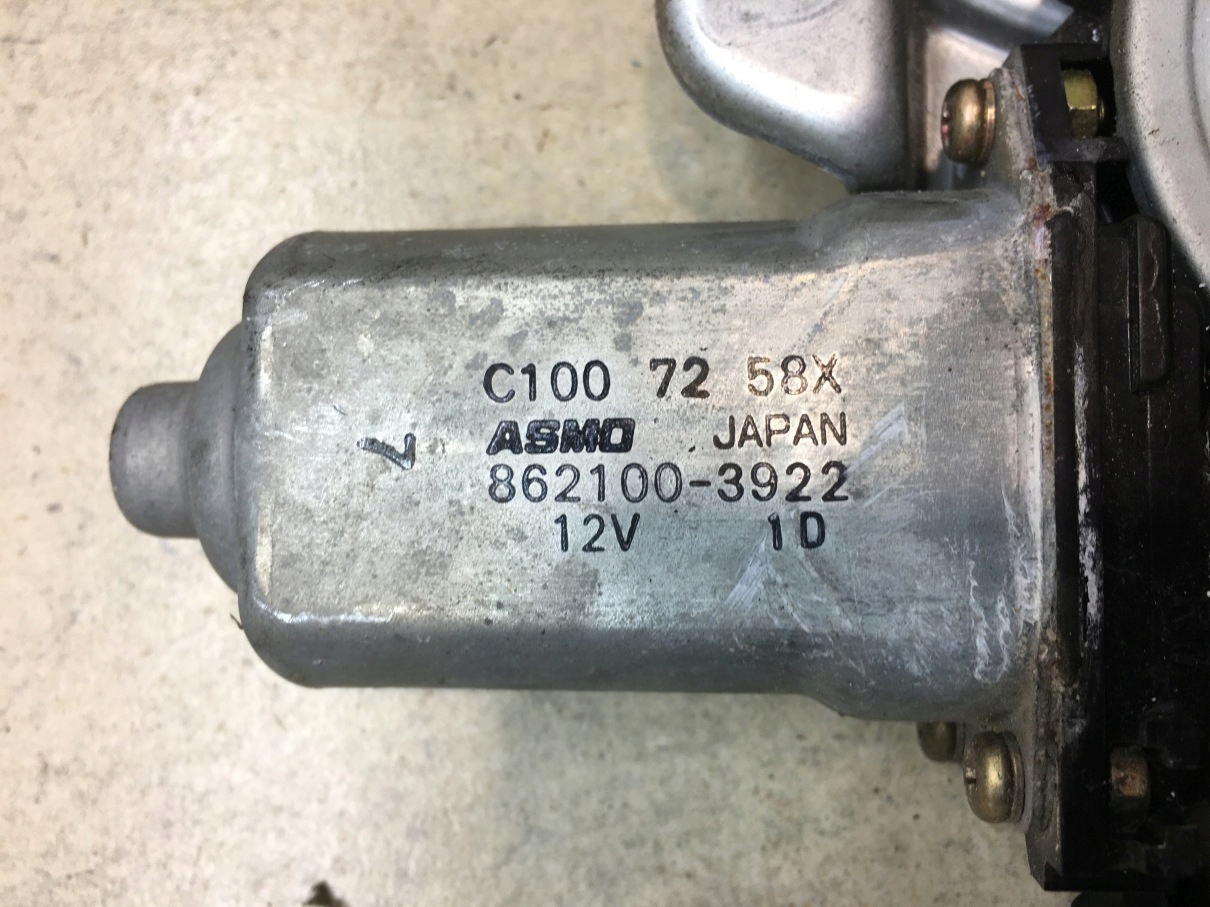 C100 72 58X
ASMO JAPAN
862100-3922
12V 1D